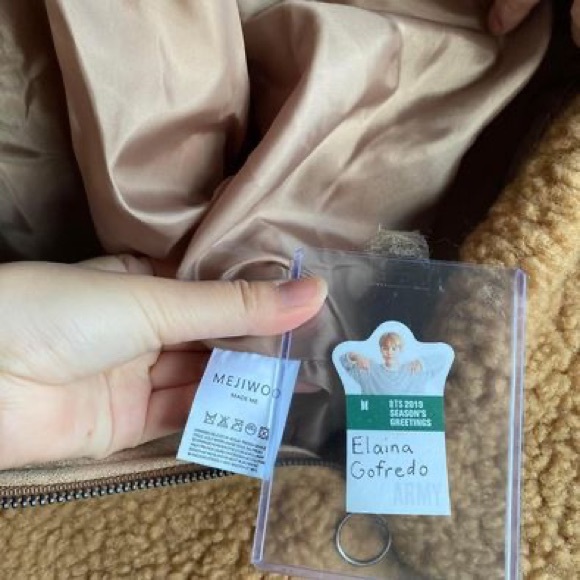 MEJIWOO
MADE ME
BTS 2019
SEASON'S
GREETINGS
Elaina
Gofredo
ARMY